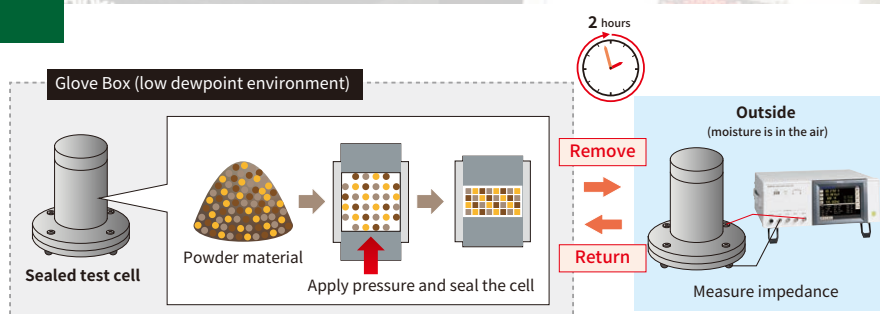 2 hours
Glove Box (low dewpoint environment)
Outside
(moisture is in the air)
Remove
Powder material
Return
Sealed test cell
Apply pressure and seal the cell
Measure impedance